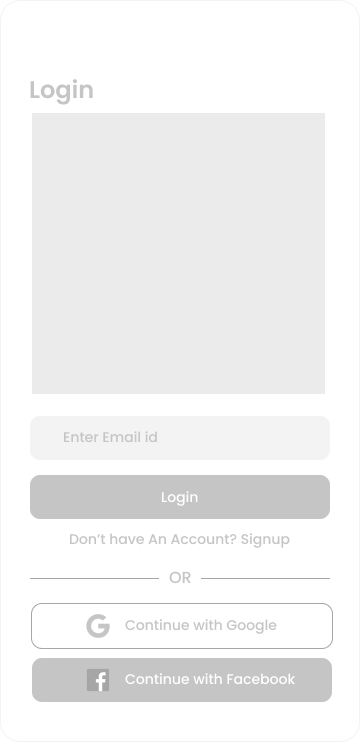 Login
Enter Email id
Login
Don't have An Account? Signup
OR
Continue with Google
Continue with Facebook